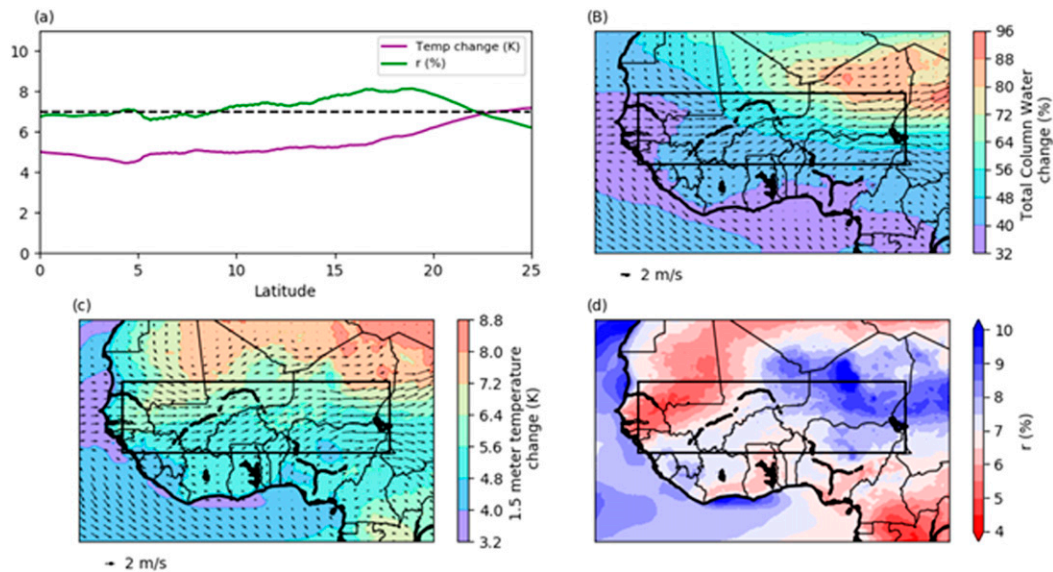 (a)
10
8
6
4
2
0
Temp change (K)
r (%)
0 5 10 15 20 25
Latitude
(B)
96
88
80
72
64
56
48
40
32
Total Column Water
change (%)
2 m/s
(c)
8.8
8.0
7.2
6.4
5.6
4.8
4.0
3.2
1.5 meter temperature
change (K)
2 m/s
(d)
10
9
8
7
6
5
4
r (%)